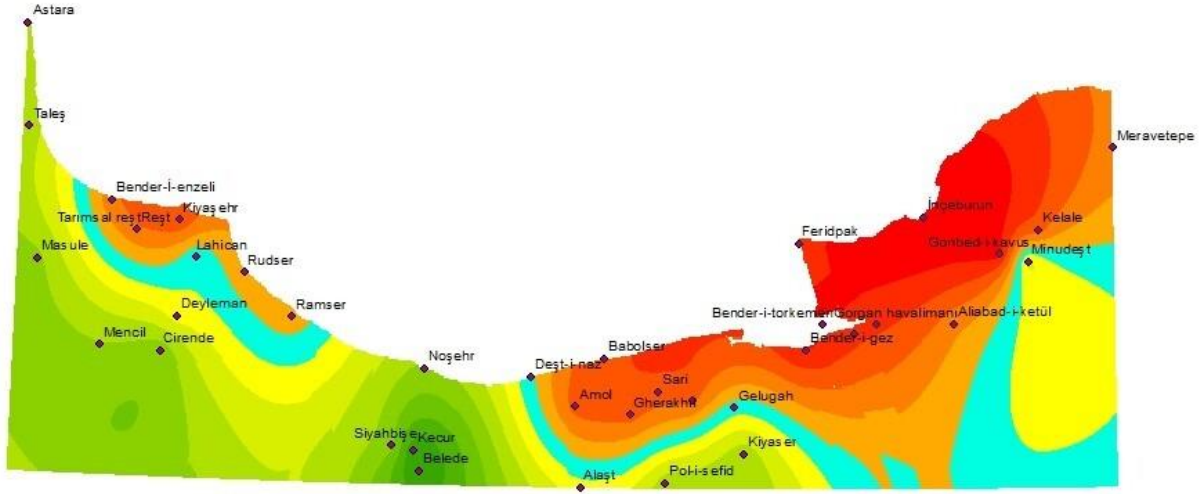 Astara
Taleş
Meravetepe
Bender-İ-enzeli
Kiyaşehr
Tarımsal reşt
Reşt
İnçeburun
Kelale
Feridpak
Masule
Lahican
Gonbed-i-kavus
Minudeşt
Rudser
Deyleman
Ramser
Bender-i-torkemen
Gorgan havalimanı
Aliabad-i-ketül
Mencil
Cirende
Noşehr
Babolser
Bender-i-gez
Deşt-i-naz
Sari
Amol
Gherakhil
Gelugah
Siyahbişe
Kecur
Kiyaser
Belede
Alaşt
Pol-i-sefid